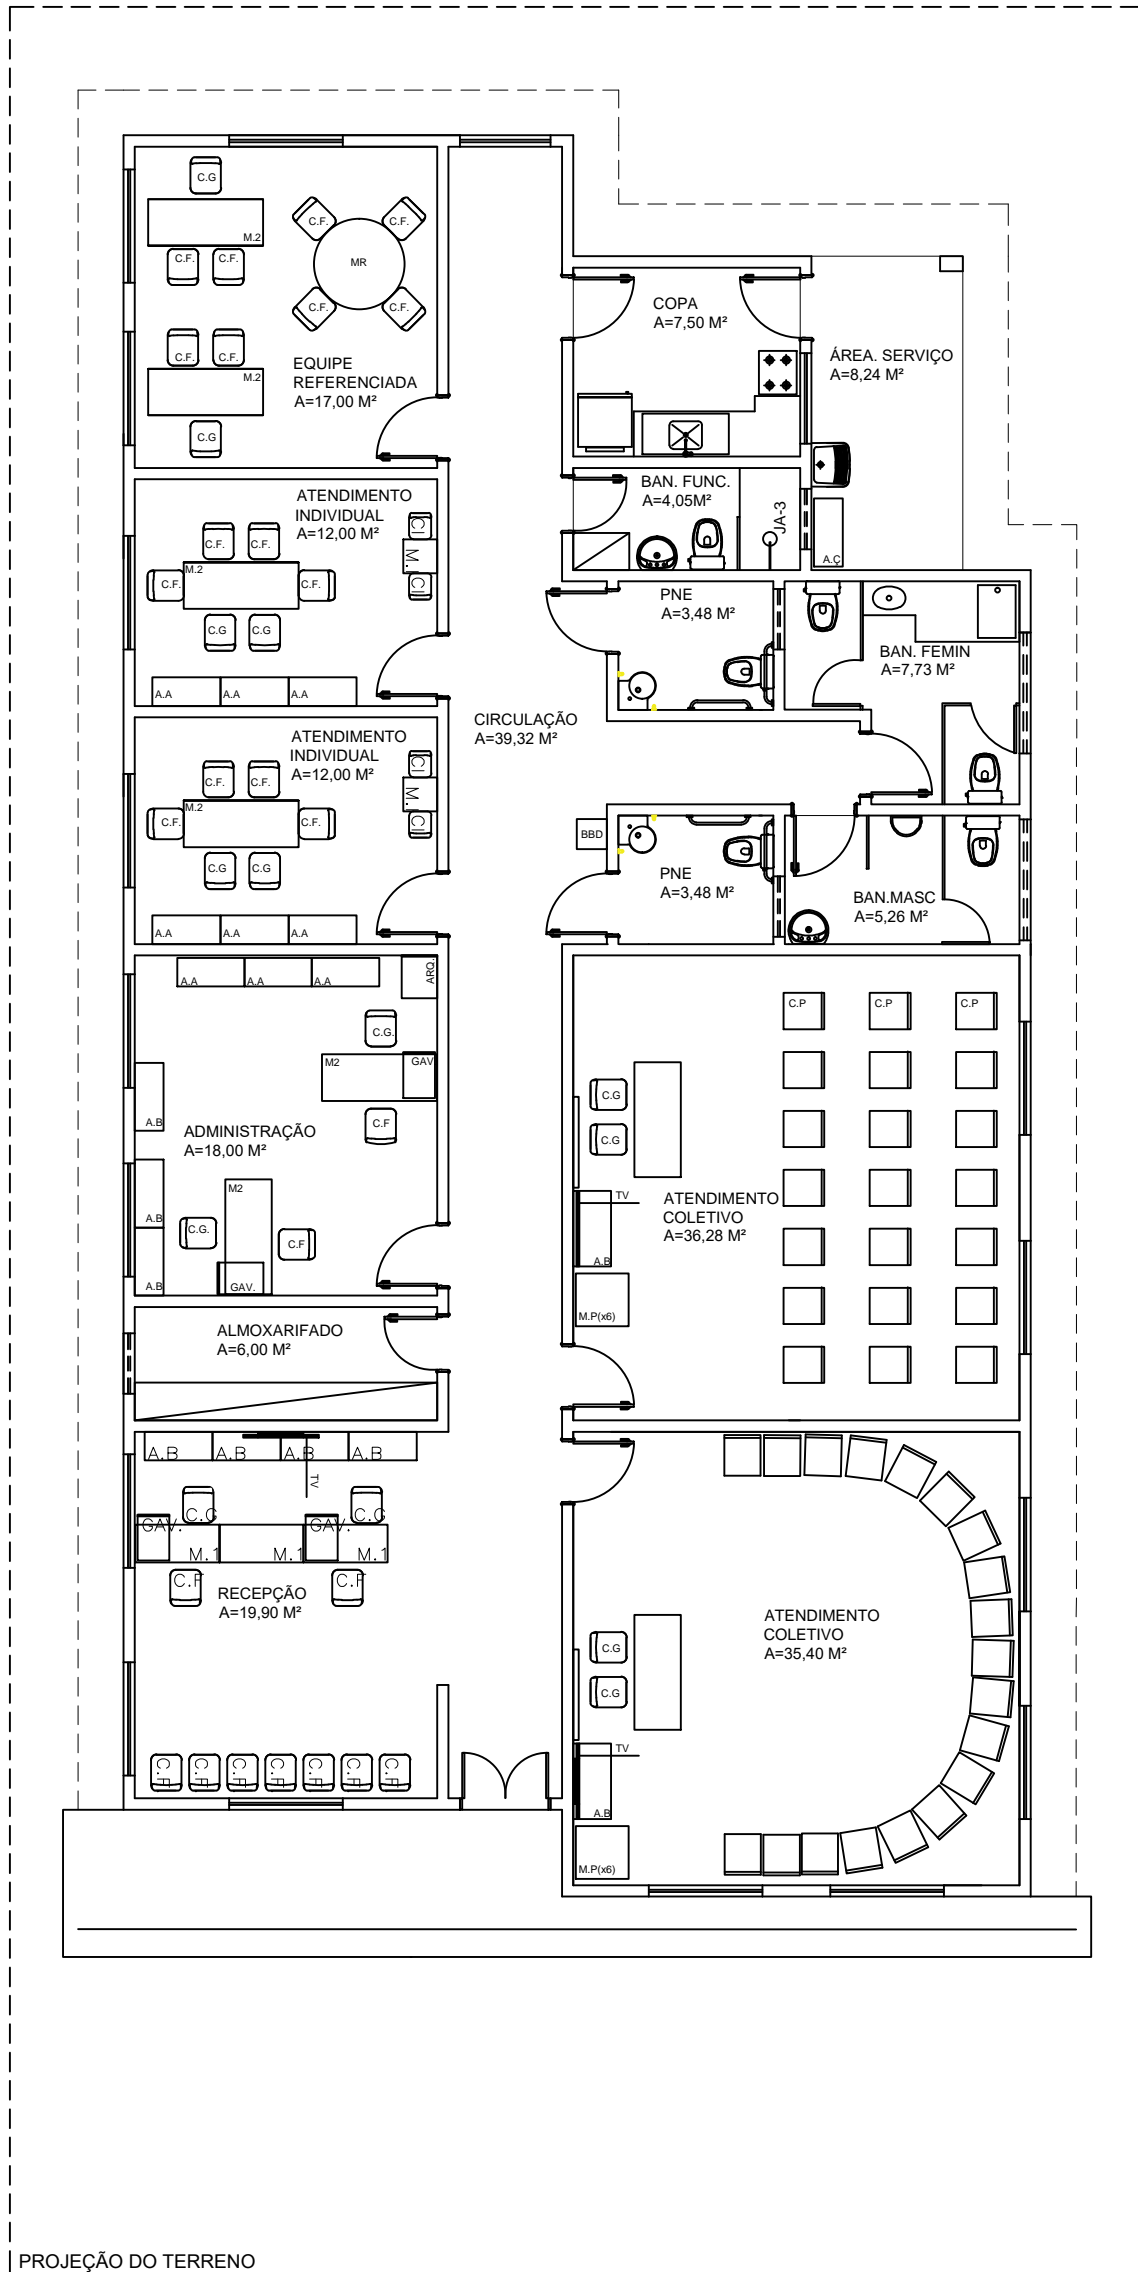 C.G
M.2
C.F.
C.F.
C.F.
C.F.
MR
C.F.
C.F.
C.F.
C.F.
M.2
C.G
EQUIPE
REFERENCIADA
A=17,00 M²
COPA
A=7,50 M²
ÁREA. SERVIÇO
A=8,24 M²
BAN. FUNC.
A=4,05M²
JA-3
A.Ç
ATENDIMENTO
INDIVIDUAL
A=12,00 M²
C.F.
C.F.
M.2
C.F.
C.F.
C.G
C.G
CI
M.I
CI
A.A
A.A
A.A
PNE
A=3,48 M²
BAN. FEMIN
A=7,73 M²
CIRCULAÇÃO
A=39,32 M²
ATENDIMENTO
INDIVIDUAL
A=12,00 M²
C.F.
C.F.
M.2
C.F.
C.F.
C.G
C.G
CI
M.I
CI
A.A
A.A
A.A
BBD
PNE
A=3,48 M²
BAN.MASC
A=5,26 M²
A.A
A.A
A.A
ARQ.
C.G.
M2
GAV
C.F
A.B
ADMINISTRAÇÃO
A=18,00 M²
M2
C.G.
C.F
A.B
A.B
GAV.
C.P
C.P
C.P
C.G
C.G
TV
ATENDIMENTO
COLETIVO
A=36,28 M²
A.B
M.P(x6)
ALMOXARIFADO
A=6,00 M²
A.B
A.B
A.B
A.B
TV
C.G
C.G
GAV.
GAV.
M.1
M.1
M.1
C.F
C.F
RECEPÇÃO
A=19,90 M²
C.F
C.F
C.F
C.F
C.F
C.F
C.F
ATENDIMENTO
COLETIVO
A=35,40 M²
C.G
C.G
TV
A.B
M.P(x6)
PROJEÇÃO DO TERRENO